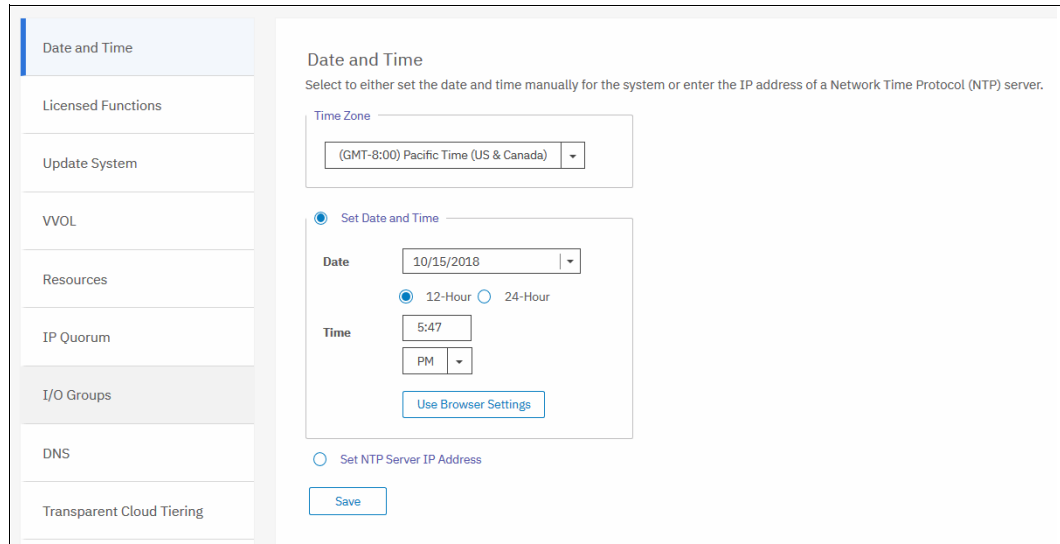 Date and Time
Licensed Functions
Update System
VVOL
Resources
IP Quorum
I/O Groups
DNS
Transparent Cloud Tiering
Date and Time
Select to either set the date and time manually for the system or enter the IP address of a Network Time Protocol (NTP) server.
Time Zone
(GMT-8:00) Pacific Time (US & Canada)
Set Date and Time
Date 10/15/2018
12-Hour 24-Hour
Time 5:47
PM
Use Browser Settings
Set NTP Server IP Address
Save